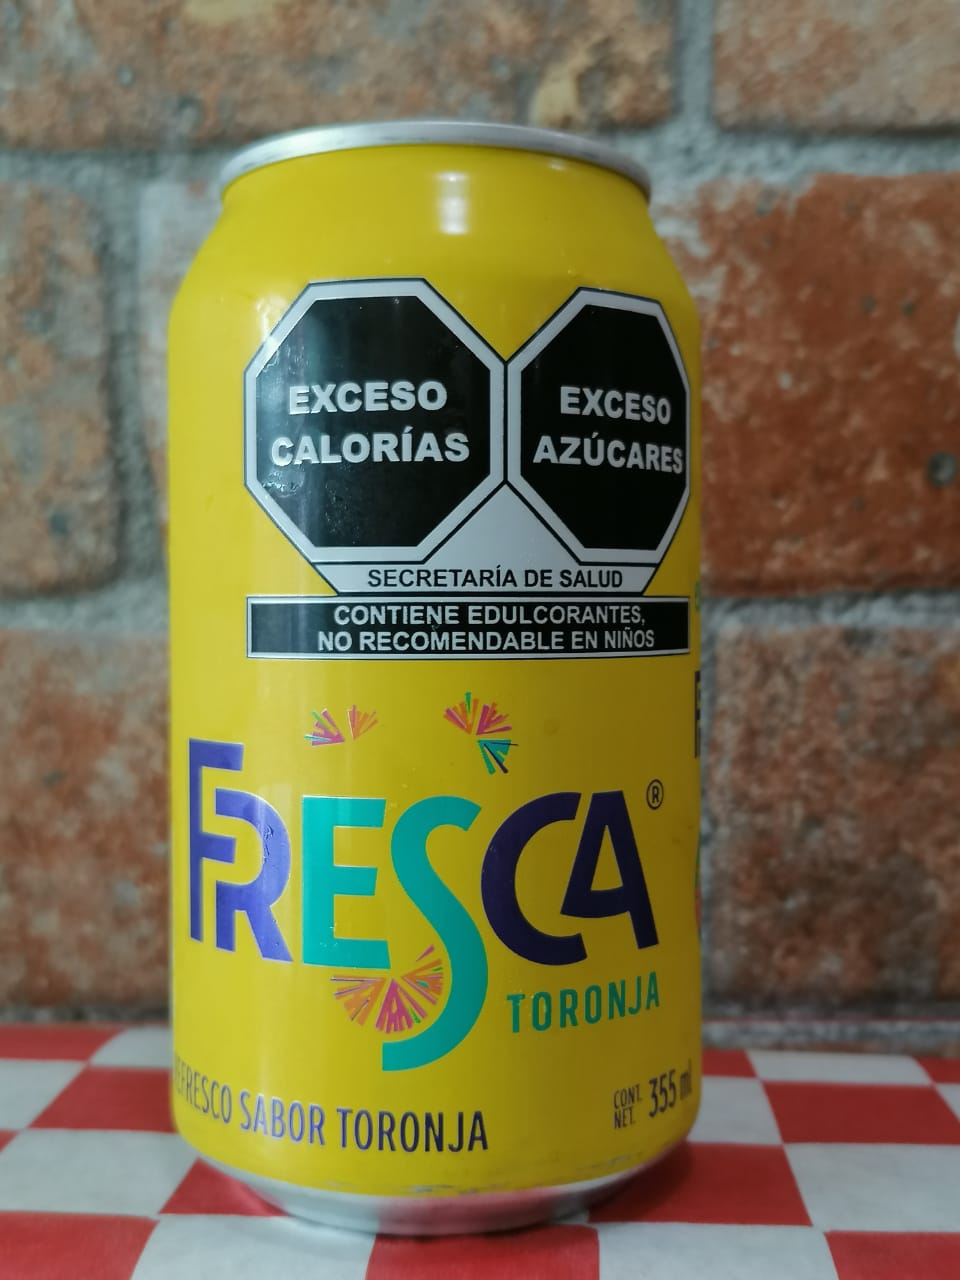 EXCESO
CALORÍAS
EXCESO
AZÚCARES
SECRETARÍA DE SALUD
CONTIENE EDULCORANTES,
NO RECOMENDABLE EN NIÑOS
FRESCA®
TORONJA
REFRESCO SABOR TORONJA
CONT.
NET. 355 ml